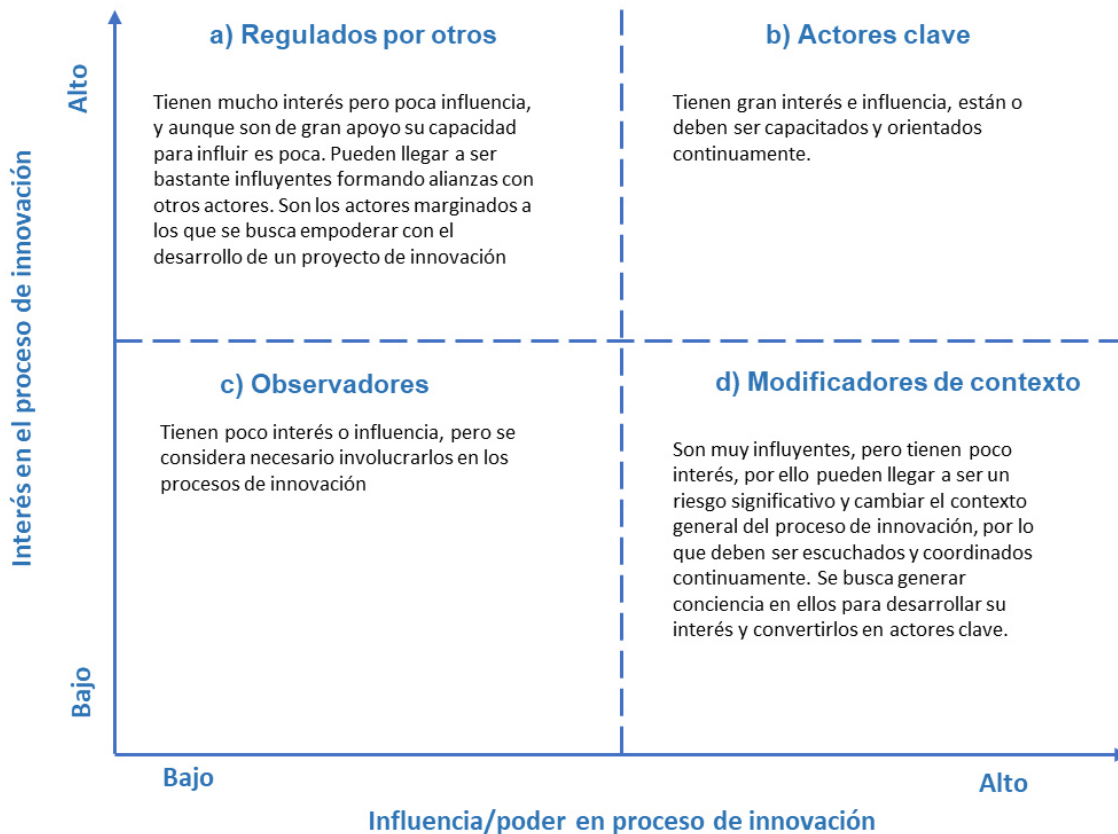 a) Regulados por otros
Tienen mucho interés pero poca influencia,
y aunque son de gran apoyo su capacidad
para influir es poca. Pueden llegar a ser
bastante influyentes formando alianzas con
otros actores. Son los actores marginados a
los que se busca empoderar con el
desarrollo de un proyecto de innovación
b) Actores clave
Tienen gran interés e influencia, están o
deben ser capacitados y orientados
continuamente.
c) Observadores
Tienen poco interés o influencia, pero se
considera necesario involucrarlos en los
procesos de innovación
d) Modificadores de contexto
Son muy influyentes, pero tienen poco
interés, por ello pueden llegar a ser un
riesgo significativo y cambiar el contexto
general del proceso de innovación, por lo
que deben ser escuchados y coordinados
continuamente. Se busca generar
conciencia en ellos para desarrollar su
interés y convertirlos en actores clave.
Interés en el proceso de innovación
Alto
Bajo
Bajo
Alto
Influencia/poder en proceso de innovación